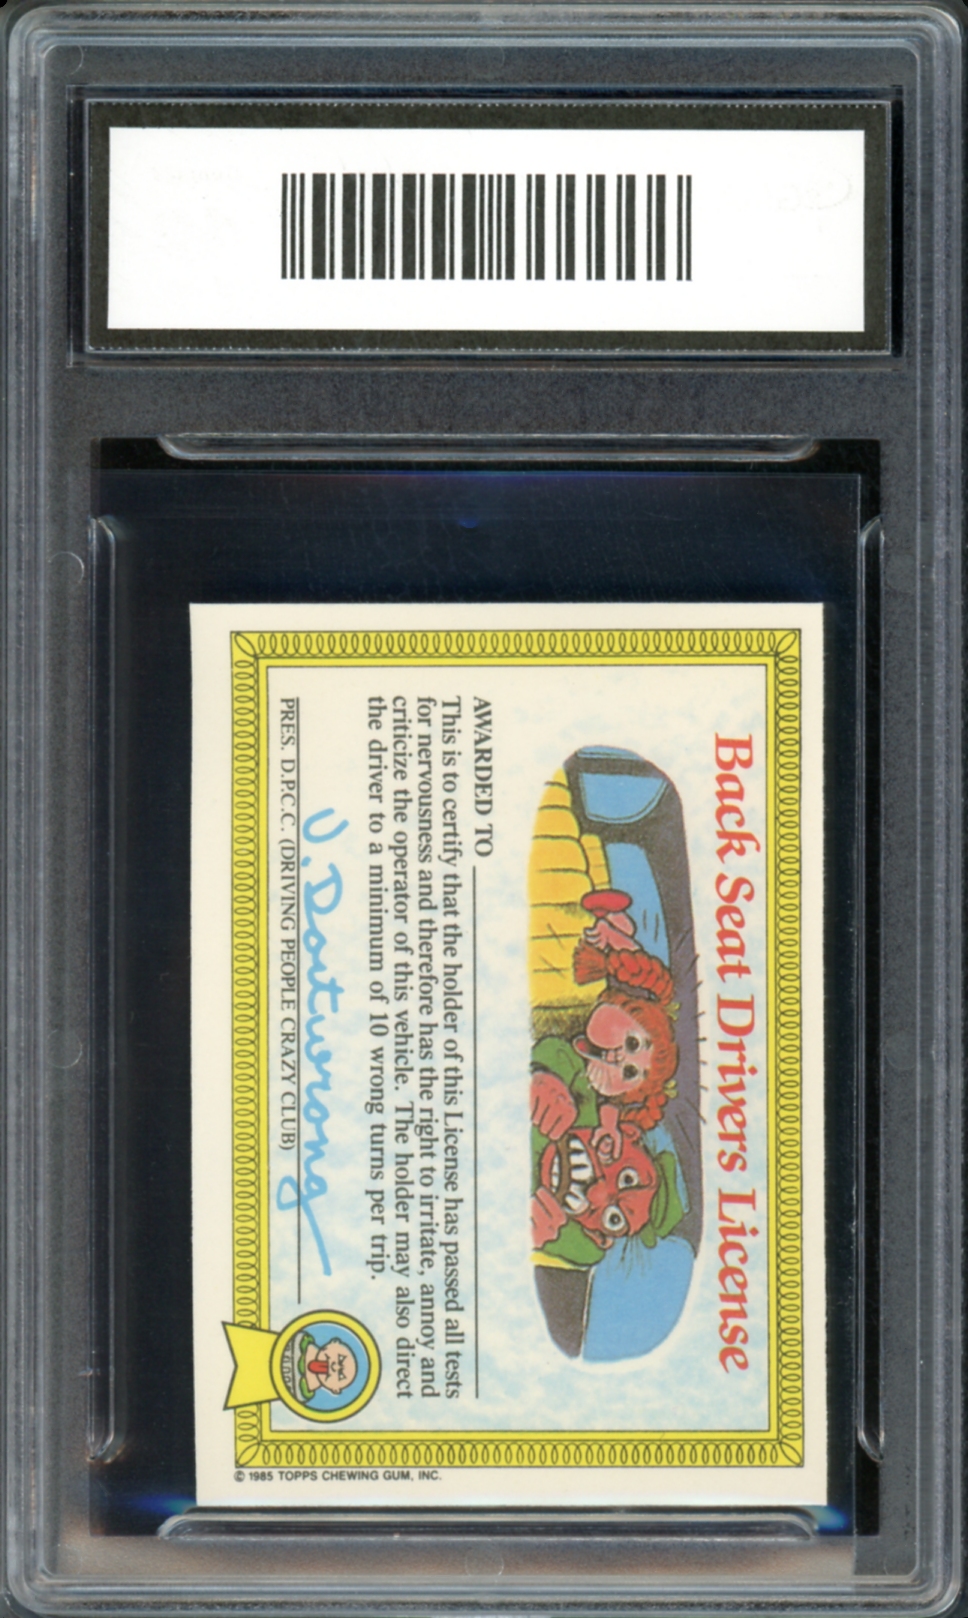 Back Seat Drivers License
AWARDED TO
This is to certify that the holder of this License has passed all tests
for nervousness and therefore has the right to irritate, annoy and
criticize the operator of this vehicle. The holder may also direct
the driver to a minimum of 10 wrong turns per trip.
U. Dontwrong
PRES. D.P.C.C. (DRIVING PEOPLE CRAZY CLUB)
© 1985 TOPPS CHEWING GUM, INC.